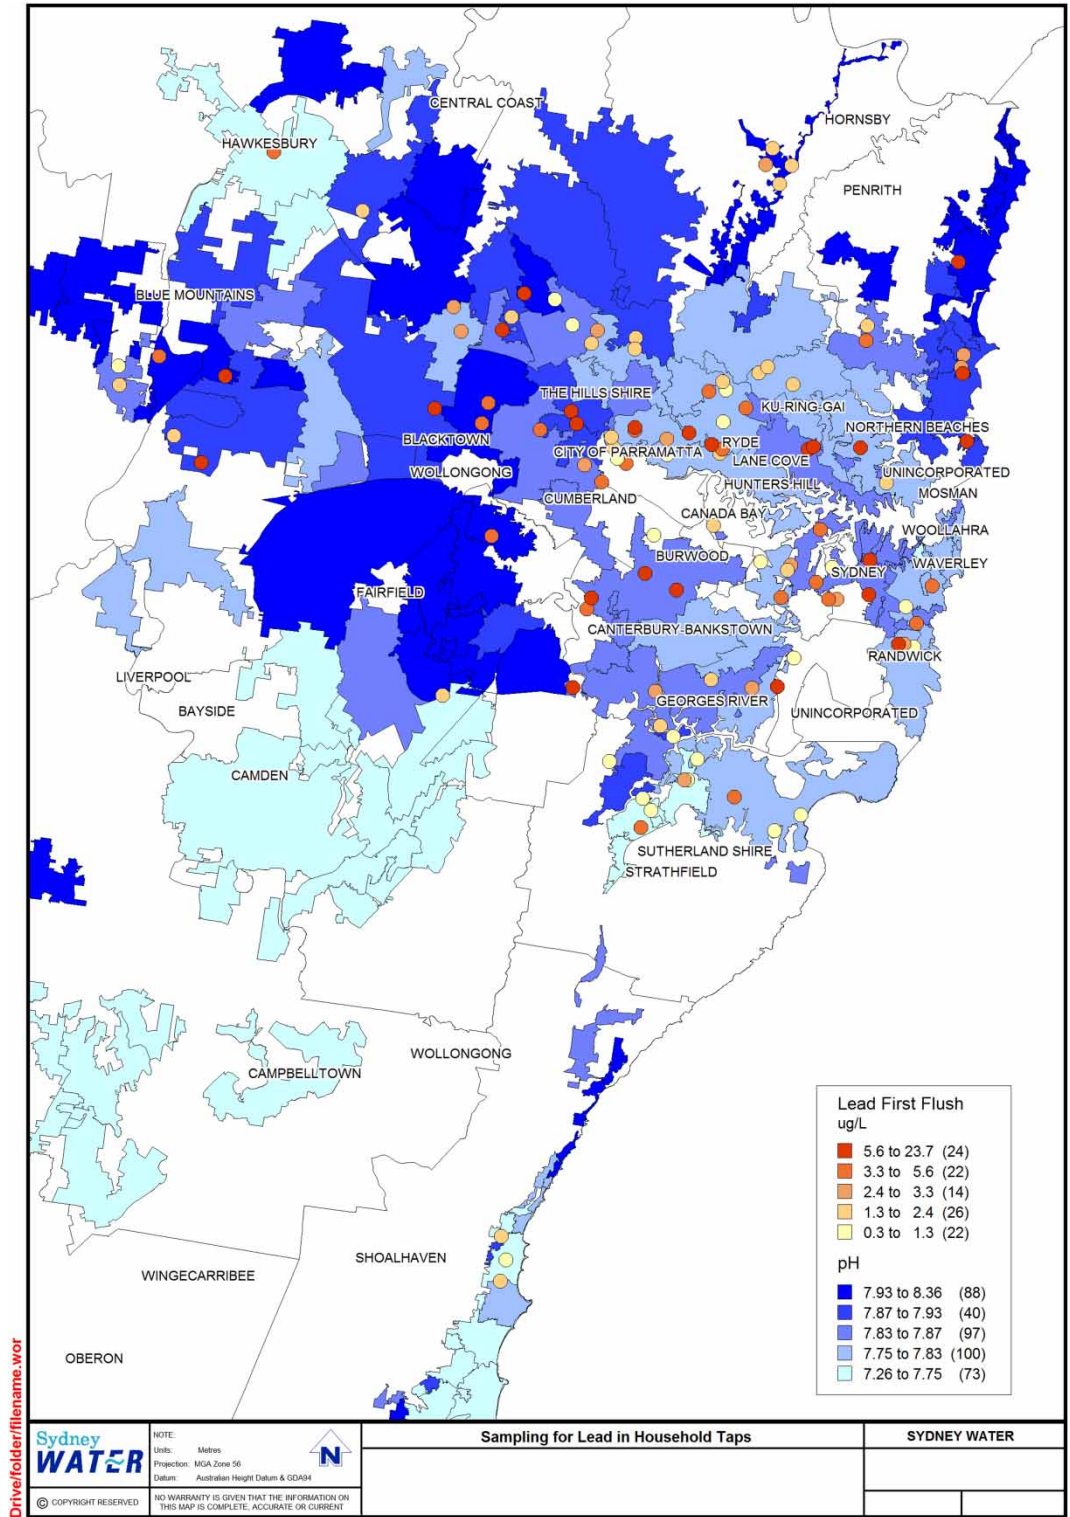 CENTRAL COAST
HORNSBY
HAWKESBURY
PENRITH
BLUE MOUNTAINS
THE HILLS SHIRE
KU-RING-GAI
NORTHERN BEACHES
BLACKTOWN
RYDE
CITY OF PARRAMATTA
LANE COVE
WOLLONGONG
UNINCORPORATED
HUNTERS HILL
MOSMAN
CUMBERLAND
CANADA BAY
WOOLLAHRA
BURWOOD
WAVERLEY
SYDNEY
FAIRFIELD
CANTERBURY-BANKSTOWN
RANDWICK
LIVERPOOL
GEORGES RIVER
BAYSIDE
UNINCORPORATED
CAMDEN
SUTHERLAND SHIRE
STRATHFIELD
WOLLONGONG
CAMPBELLTOWN
SHOALHAVEN
WINGECARRIBEE
OBERON
Lead First Flush
ug/L
5.6 to 23.7 (24)
3.3 to 5.6 (22)
2.4 to 3.3 (14)
1.3 to 2.4 (26)
0.3 to 1.3 (22)
pH
7.93 to 8.36 (88)
7.87 to 7.93 (40)
7.83 to 7.87 (97)
7.75 to 7.83 (100)
7.26 to 7.75 (73)
Drive/folder/filename.wor
Sydney
WATER
© COPYRIGHT RESERVED
NOTE:
Units: Metres
Projection: MGA Zone 56
Datum: Australian Height Datum & GDA94
N
NO WARRANTY IS GIVEN THAT THE INFORMATION ON
THIS MAP IS COMPLETE, ACCURATE OR CURRENT
Sampling for Lead in Household Taps
SYDNEY WATER